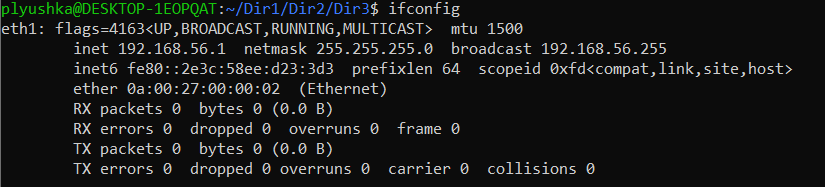 plyushka@DESKTOP-1EOPQAT:~/Dir1/Dir2/Dir3$ ifconfig
eth1: flags=4163<UP,BROADCAST,RUNNING,MULTICAST>  mtu 1500
        inet 192.168.56.1  netmask 255.255.255.0  broadcast 192.168.56.255
        inet6 fe80::2e3c:58ee:d23:3d3  prefixlen 64  scopeid 0xfd<compat,link,site,host>
        ether 0a:00:27:00:00:02  (Ethernet)
        RX packets 0  bytes 0 (0.0 B)
        RX errors 0  dropped 0  overruns 0  frame 0
        TX packets 0  bytes 0 (0.0 B)
        TX errors 0  dropped 0 overruns 0  carrier 0  collisions 0